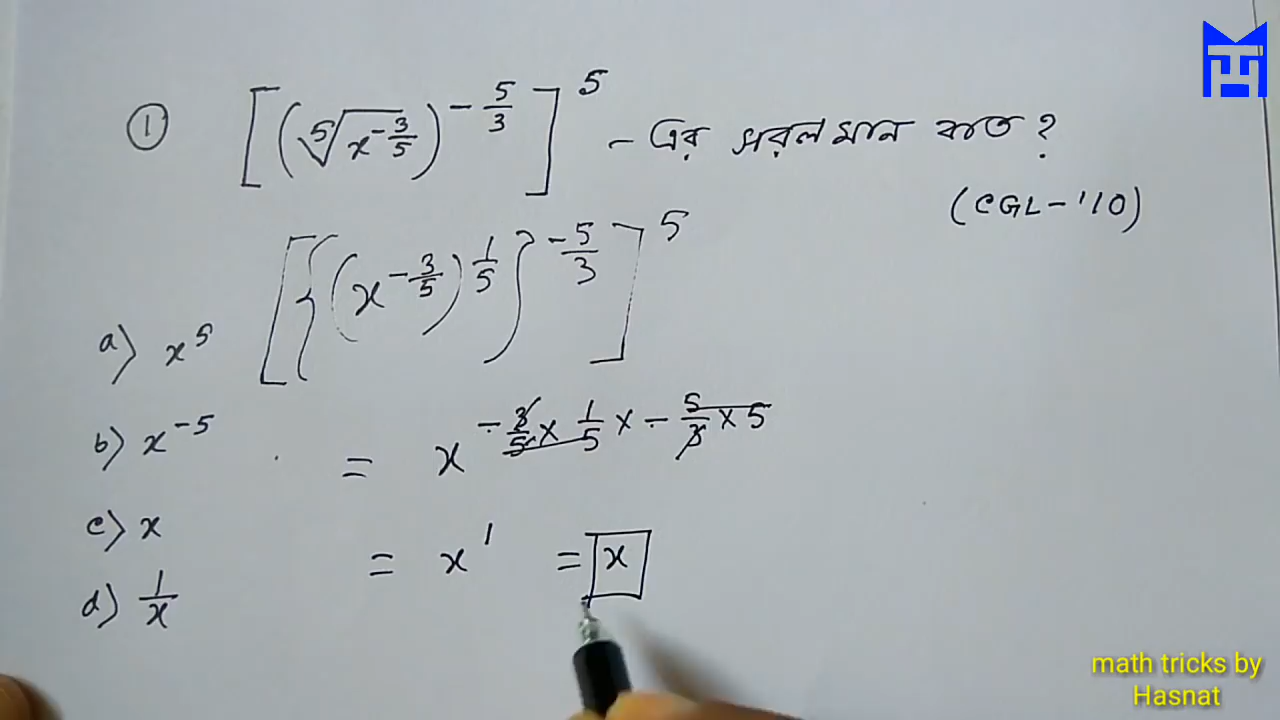 ① [(⁵√x^(-3/5))^(-5/3)]^5 - এর সরল মান কত?
(CGL-'10)
[{(x^(-3/5))^(1/5)}^(-5/3)]^5
a) x^5
b) x^(-5)
= x^(-3/5 × 1/5 × -5/3 × 5)
c) x
= x^1 = x
d) 1/x
math tricks by
Hasnat